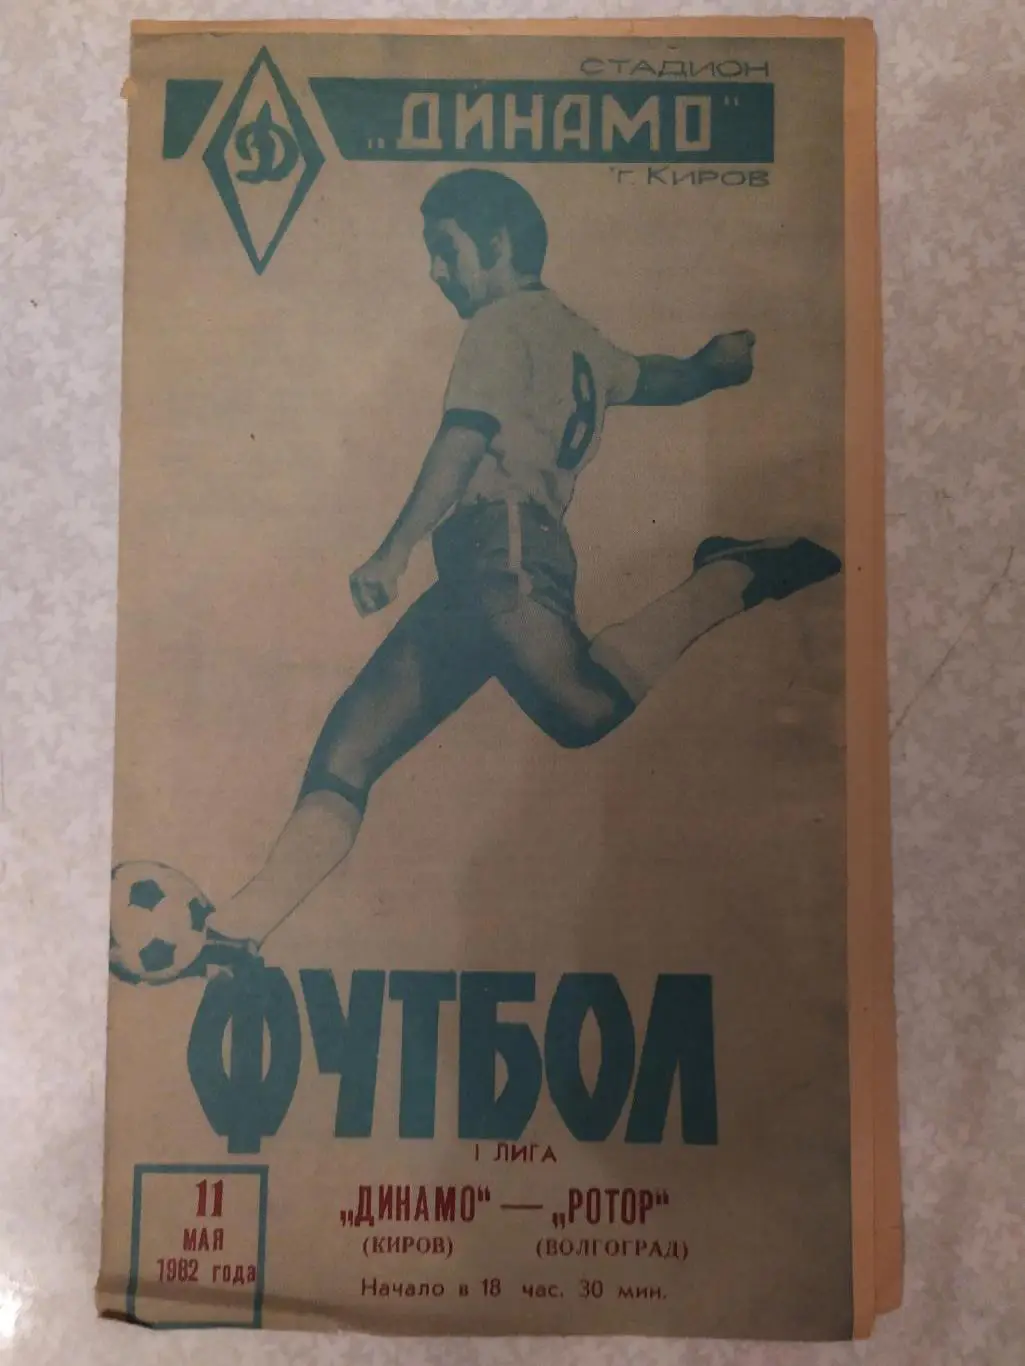 СТАДИОН
„ДИНАМО"
г. КИРОВ
Д
8
ФУТБОЛ
I ЛИГА
11
МАЯ
1982 года
„ДИНАМО" — „РОТОР"
(КИРОВ) (ВОЛГОГРАД)
Начало в 18 час. 30 мин.